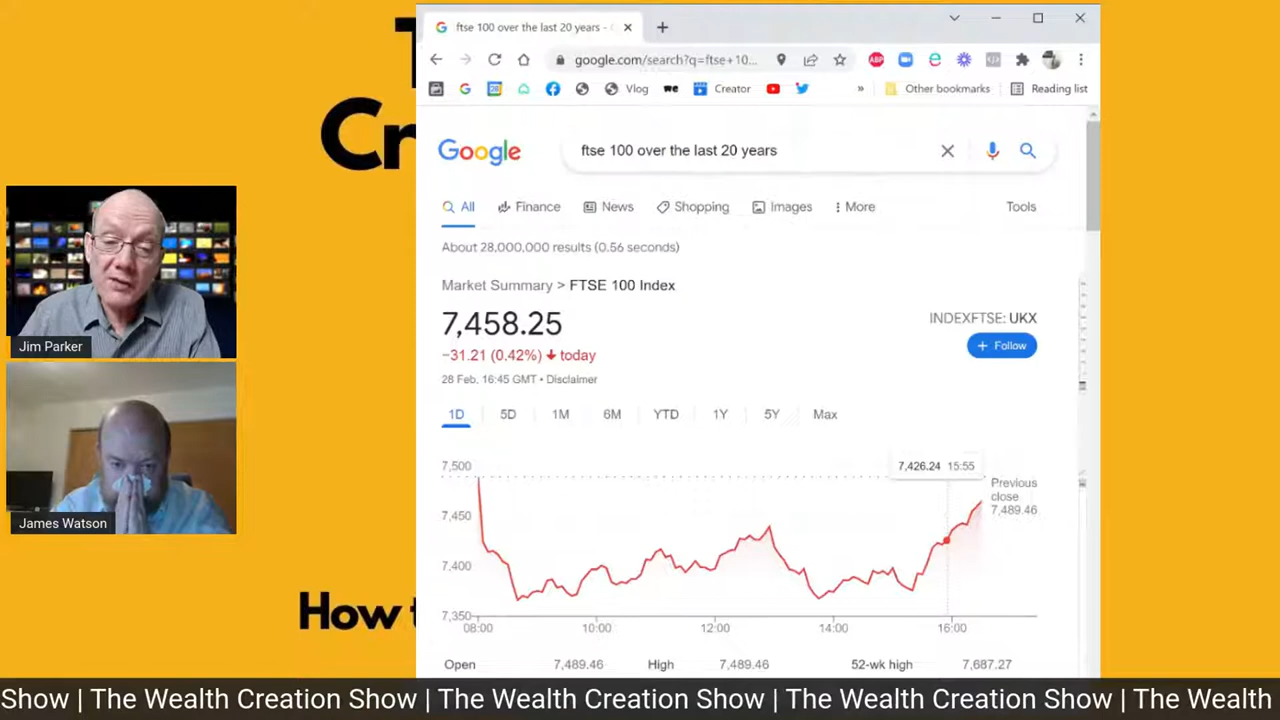 T
Cr
How t
Jim Parker
James Watson
ftse 100 over the last 20 years -
google.com/search?q=ftse+10...
Vlog
Creator
»
Other bookmarks
Reading list
Google
ftse 100 over the last 20 years
All
Finance
News
Shopping
Images
More
Tools
About 28,000,000 results (0.56 seconds)
Market Summary > FTSE 100 Index
7,458.25
INDEXFTSE: UKX
−31.21 (0.42%) today
+ Follow
28 Feb, 16:45 GMT • Disclaimer
1D 5D 1M 6M YTD 1Y 5Y Max
7,500
7,450
7,400
7,350
7,426.24 15:55
Previous
close
7,489.46
08:00 10:00 12:00 14:00 16:00
Open 7,489.46 High 7,489.46 52-wk high 7,687.27
Show | The Wealth Creation Show | The Wealth Creation Show | The Wealth Creation Show | The Wealth